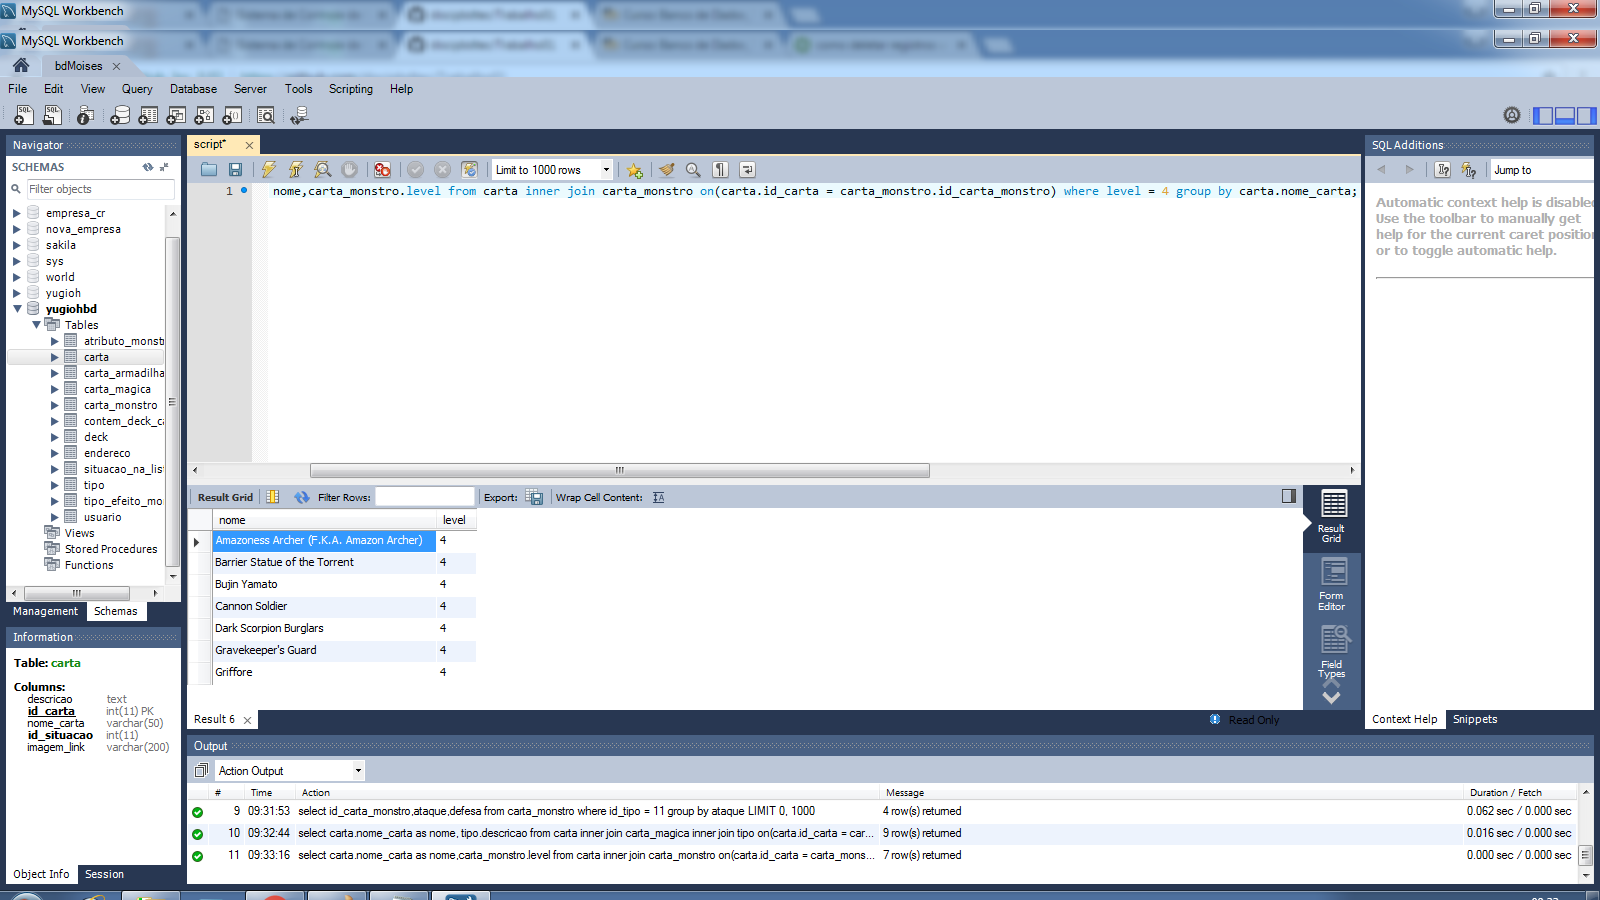 MySQL Workbench
MySQL Workbench
bdMoises
File Edit View Query Database Server Tools Scripting Help
Navigator
SCHEMAS
Filter objects
empresa_cr
nova_empresa
sakila
sys
world
yugioh
yugiohbd
Tables
atributo_monst
carta
carta_armadilha
carta_magica
carta_monstro
contem_deck_ca
deck
endereco
situacao_na_lis
tipo
tipo_efeito_mo
usuario
Views
Stored Procedures
Functions
Management Schemas
Information
Table: carta
Columns:
descricao text
id_carta int(11) PK
nome_carta varchar(50)
id_situacao int(11)
imagem_link varchar(200)
Object Info Session
script*
Limit to 1000 rows
1 nome,carta_monstro.level from carta inner join carta_monstro on(carta.id_carta = carta_monstro.id_carta_monstro) where level = 4 group by carta.nome_carta;
Result Grid Filter Rows: Export: Wrap Cell Content:
nome level
Amazoness Archer (F.K.A. Amazon Archer) 4
Barrier Statue of the Torrent 4
Bujin Yamato 4
Cannon Soldier 4
Dark Scorpion Burglars 4
Gravekeeper's Guard 4
Griffore 4
Result Grid
Form Editor
Field Types
Result 6
Read Only
SQL Additions
Jump to
Automatic context help is disabled
Use the toolbar to manually get
help for the current caret position
or to toggle automatic help.
Context Help Snippets
Output
Action Output
# Time Action Message Duration / Fetch
9 09:31:53 select id_carta_monstro,ataque,defesa from carta_monstro where id_tipo = 11 group by ataque LIMIT 0, 1000 4 row(s) returned 0.062 sec / 0.000 sec
10 09:32:44 select carta.nome_carta as nome, tipo.descricao from carta inner join carta_magica inner join tipo on(carta.id_carta = car... 9 row(s) returned 0.016 sec / 0.000 sec
11 09:33:16 select carta.nome_carta as nome,carta_monstro.level from carta inner join carta_monstro on(carta.id_carta = carta_mons... 7 row(s) returned 0.000 sec / 0.000 sec